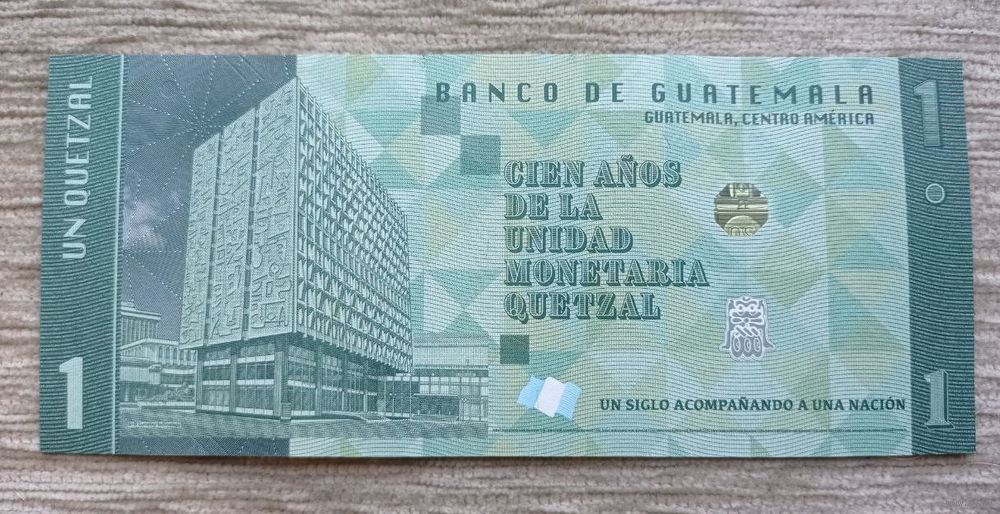 UN QUETZAL
1
BANCO DE GUATEMALA
GUATEMALA, CENTRO AMÉRICA
CIEN AÑOS
DE LA
UNIDAD
MONETARIA
QUETZAL
UN SIGLO ACOMPAÑANDO A UNA NACIÓN
1
1